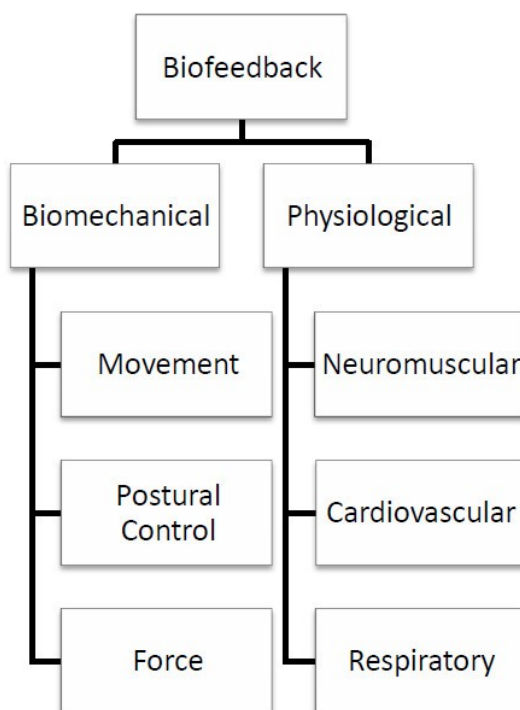 Biofeedback
Biomechanical
Physiological
Movement
Neuromuscular
Postural
Control
Cardiovascular
Force
Respiratory